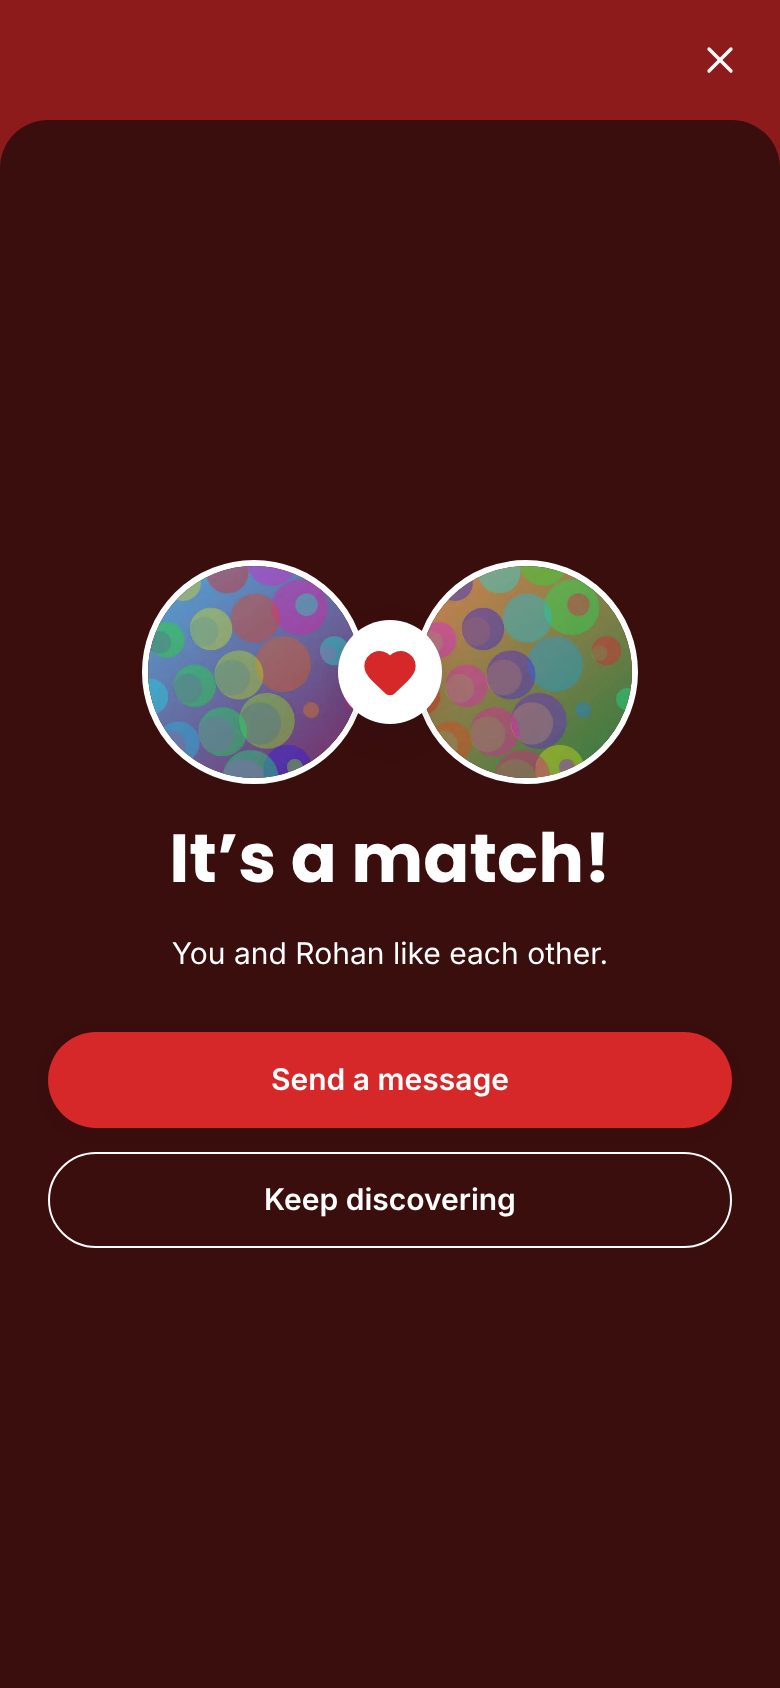 It’s a match!
You and Rohan like each other.
Send a message
Keep discovering